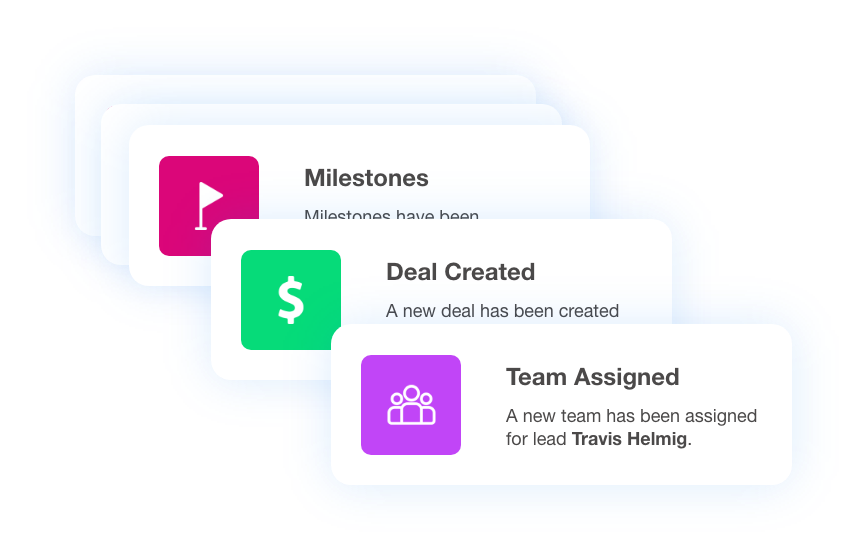 Milestones
Milestones have been
Deal Created
A new deal has been created
$
Team Assigned
A new team has been assigned
for lead Travis Helmig.